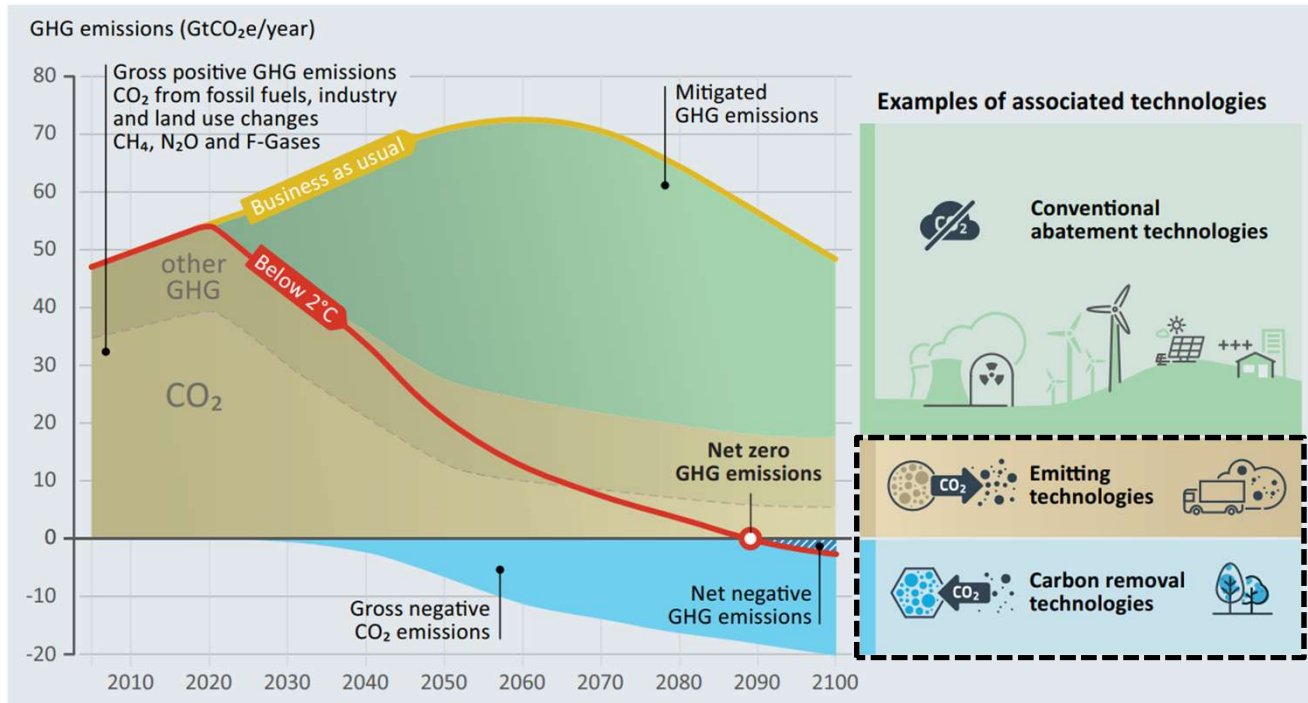 GHG emissions (GtCO₂e/year)
80
70
60
50
40
30
20
10
0
-10
-20
Gross positive GHG emissions
CO₂ from fossil fuels, industry
and land use changes
CH₄, N₂O and F-Gases
Business as usual
Mitigated
GHG emissions
other
GHG
Below 2°C
CO₂
Net zero
GHG emissions
Gross negative
CO₂ emissions
Net negative
GHG emissions
2010 2020 2030 2040 2050 2060 2070 2080 2090 2100
Examples of associated technologies
CO₂
Conventional
abatement technologies
+++
CO₂
Emitting
technologies
CO₂
Carbon removal
technologies